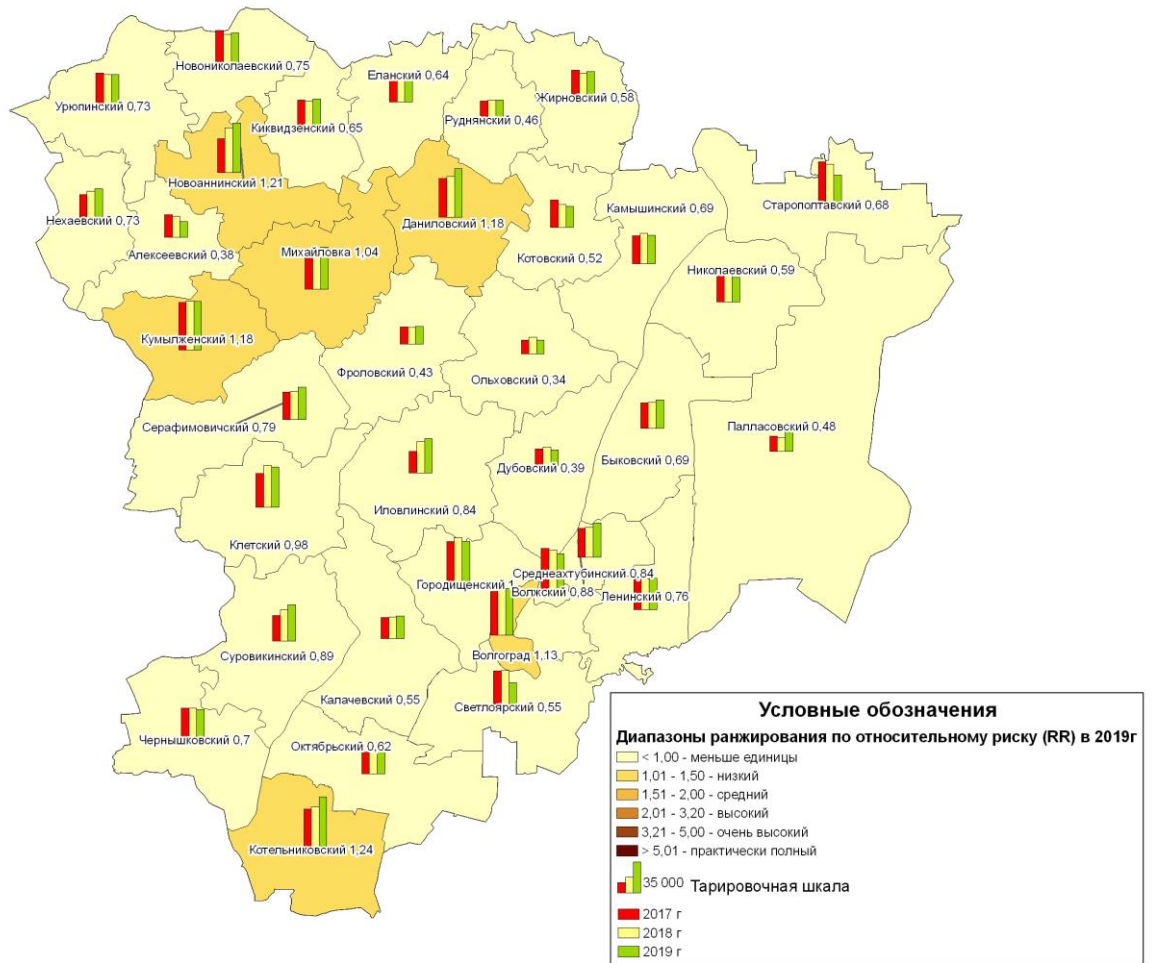 Новониколаевский 0,75
Еланский 0,64
Жирновский 0,58
Урюпинский 0,73
Киквидзенский 0,65
Руднянский 0,46
Новоаннинский 1,21
Старополтавский 0,68
Камышинский 0,69
Нехаевский 0,73
Даниловский 1,18
Алексеевский 0,38
Михайловка 1,04
Котовский 0,52
Николаевский 0,59
Кумылженский 1,18
Фроловский 0,43
Ольховский 0,34
Серафимовичский 0,79
Палласовский 0,48
Дубовский 0,39
Быковский 0,69
Иловлинский 0,84
Клетский 0,98
Среднеахтубинский 0,84
Городищенский 1
Волжский 0,88
Ленинский 0,76
Суровикинский 0,89
Волгоград 1,13
Калачевский 0,55
Светлоярский 0,55
Чернышковский 0,7
Октябрьский 0,62
Котельниковский 1,24
Условные обозначения
Диапазоны ранжирования по относительному риску (RR) в 2019г
< 1,00 - меньше единицы
1,01 - 1,50 - низкий
1,51 - 2,00 - средний
2,01 - 3,20 - высокий
3,21 - 5,00 - очень высокий
> 5,01 - практически полный
35 000 Тарировочная шкала
2017 г
2018 г
2019 г